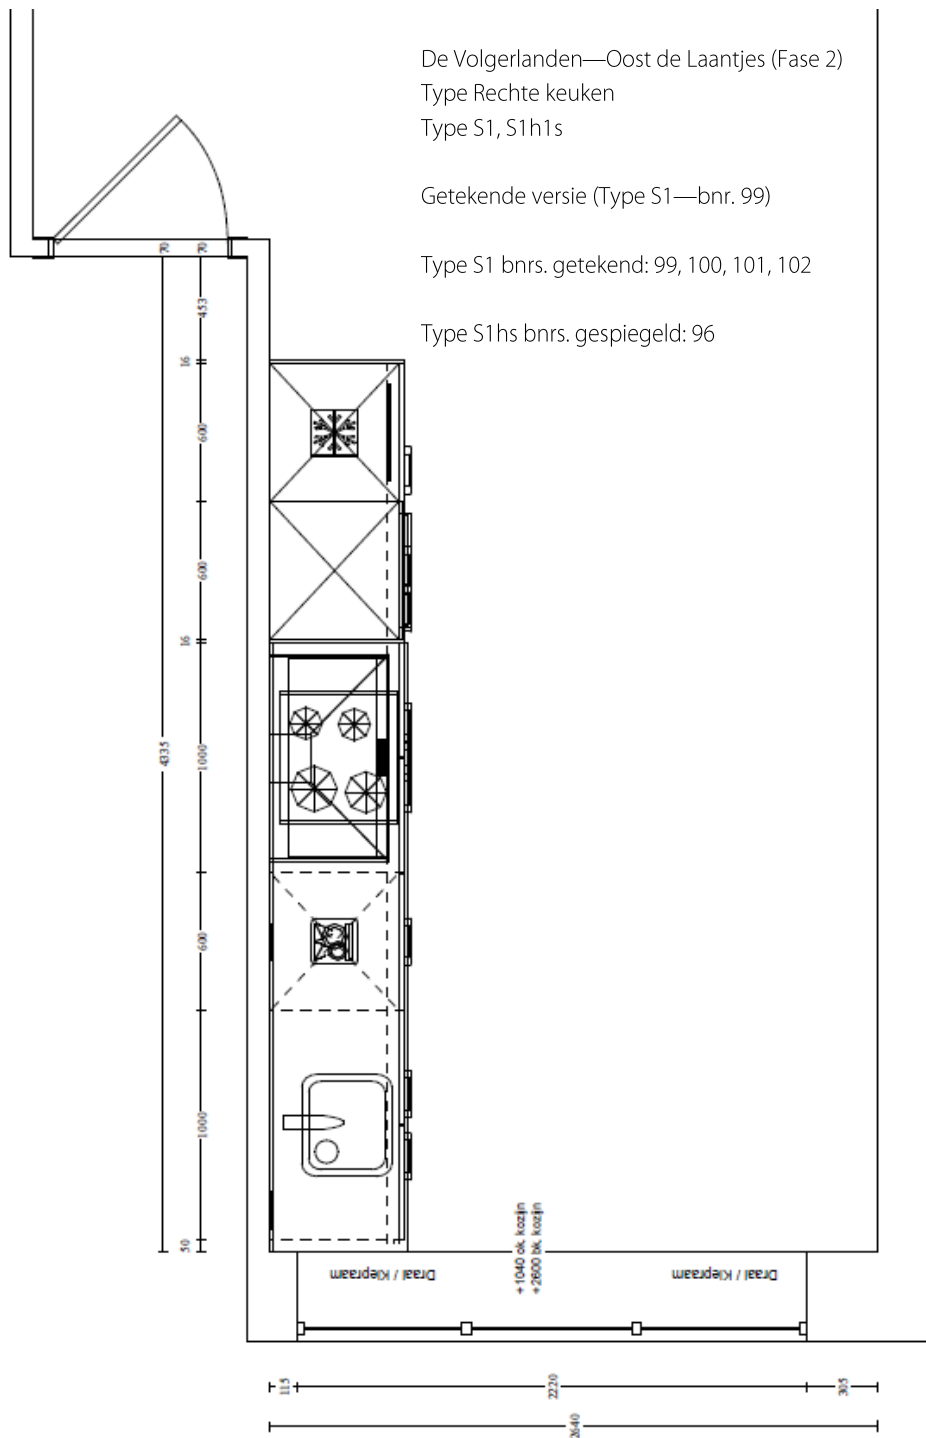 De Volgerlanden—Oost de Laantjes (Fase 2)
Type Rechte keuken
Type S1, S1h1s
Getekende versie (Type S1—bnr. 99)
Type S1 bnrs. getekend: 99, 100, 101, 102
Type S1hs bnrs. gespiegeld: 96
70
70
453
16
600
600
16
4335
1000
600
1000
50
+1040 ok. kozijn
+2600 bk. kozijn
Draai / Kiepraam
Draai / Kiepraam
115
2220
305
2640